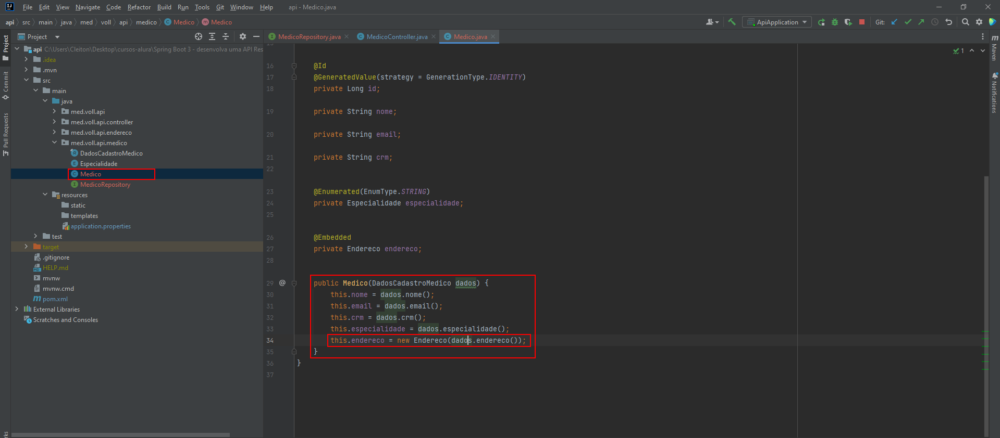 File Edit View Navigate Code Refactor Build Run Tools Git Window Help api - Medico.java
api src main java med voll api medico Medico Medico ApiApplication Git:
Project
MedicoRepository.java MedicoController.java Medico.java
api C:\Users\Cleiton\Desktop\cursos-alura\Spring Boot 3 - desenvolva uma API Res
.idea
.mvn
src
main
java
med.voll.api
med.voll.api.controller
med.voll.api.endereco
med.voll.api.medico
DadosCadastroMedico
Especialidade
Medico
MedicoRepository
resources
static
templates
application.properties
test
target
.gitignore
HELP.md
mvnw
mvnw.cmd
pom.xml
External Libraries
Scratches and Consoles
Project
Commit
Pull Requests
1
16 @Id
17 @GeneratedValue(strategy = GenerationType.IDENTITY)
18 private Long id;
19 private String nome;
20 private String email;
21 private String crm;
22
23 @Enumerated(EnumType.STRING)
24 private Especialidade especialidade;
25
26 @Embedded
27 private Endereco endereco;
28
29 @ public Medico(DadosCadastroMedico dados) {
30 this.nome = dados.nome();
31 this.email = dados.email();
32 this.crm = dados.crm();
33 this.especialidade = dados.especialidade();
34 this.endereco = new Endereco(dados.endereco());
35 }
36 }
37
Maven
Notifications